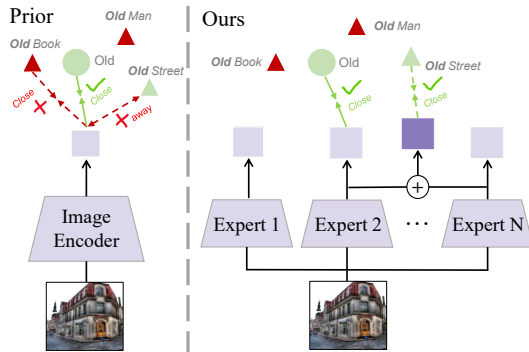 Prior
Old Man
Old Book
Old
Old Street
Close
Close
away
Image
Encoder
Ours
Old Man
Old Book
Old Street
Close
Close
Expert 1
Expert 2
...
Expert N